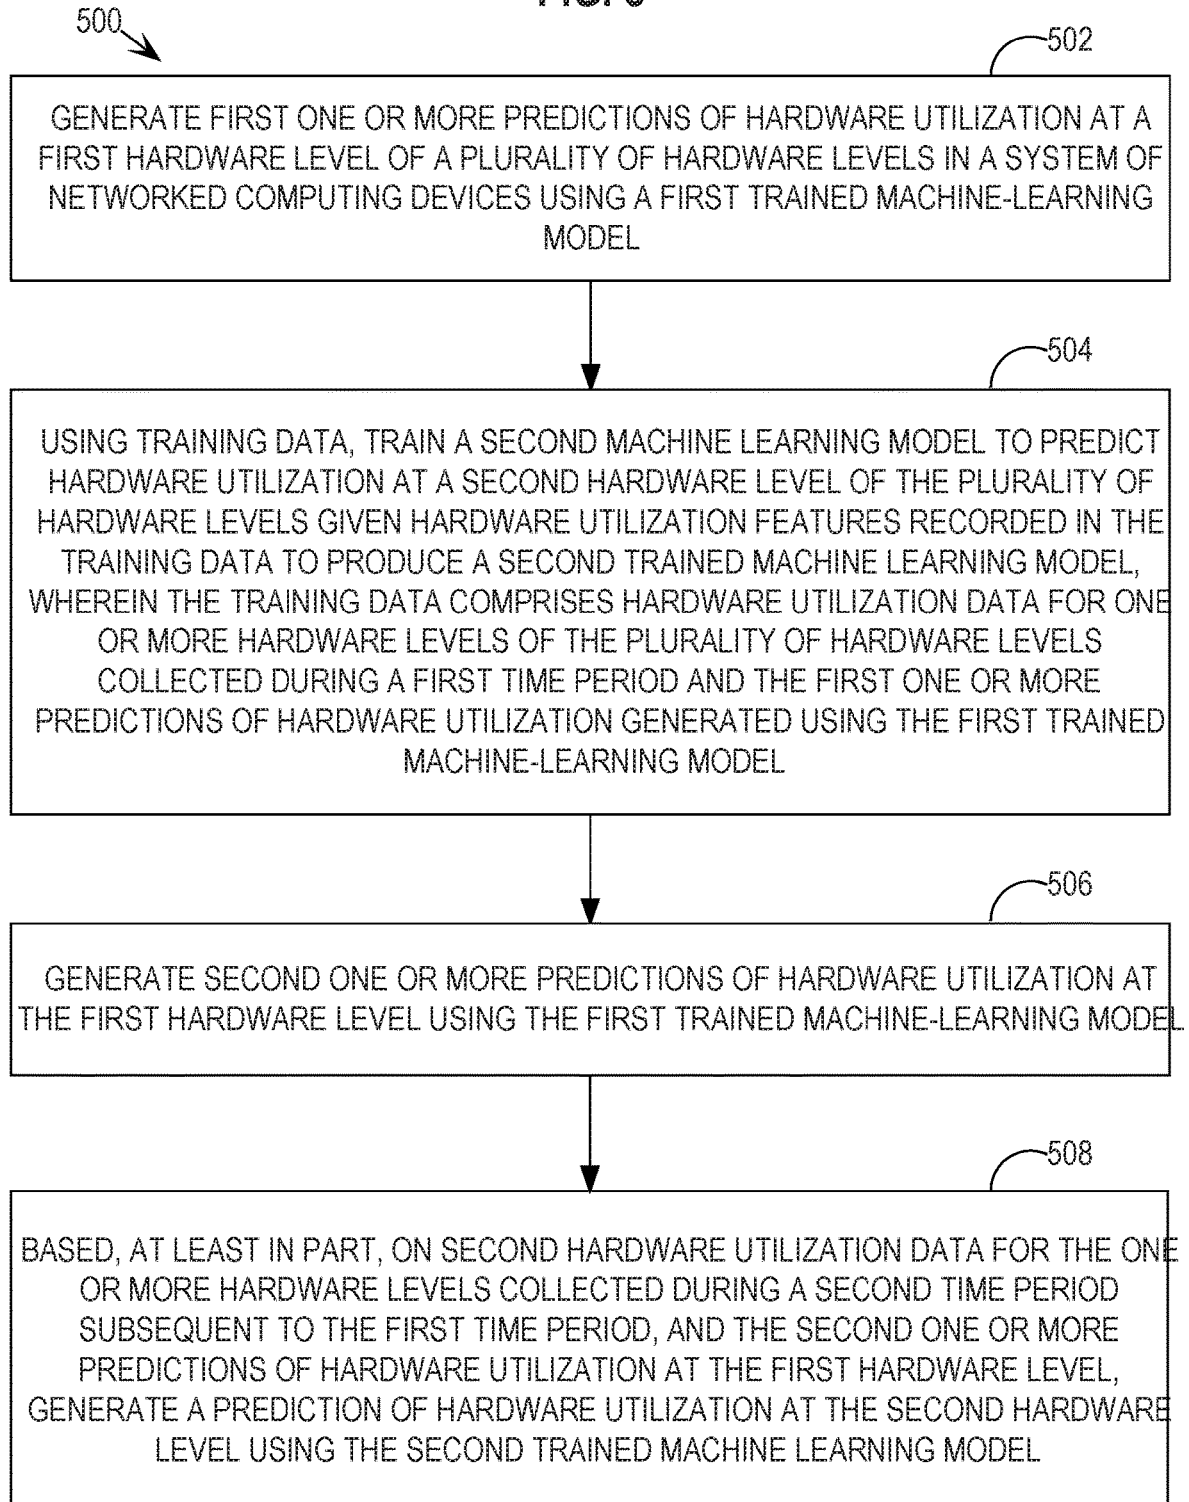 500
502
GENERATE FIRST ONE OR MORE PREDICTIONS OF HARDWARE UTILIZATION AT A
FIRST HARDWARE LEVEL OF A PLURALITY OF HARDWARE LEVELS IN A SYSTEM OF
NETWORKED COMPUTING DEVICES USING A FIRST TRAINED MACHINE-LEARNING
MODEL
504
USING TRAINING DATA, TRAIN A SECOND MACHINE LEARNING MODEL TO PREDICT
HARDWARE UTILIZATION AT A SECOND HARDWARE LEVEL OF THE PLURALITY OF
HARDWARE LEVELS GIVEN HARDWARE UTILIZATION FEATURES RECORDED IN THE
TRAINING DATA TO PRODUCE A SECOND TRAINED MACHINE LEARNING MODEL,
WHEREIN THE TRAINING DATA COMPRISES HARDWARE UTILIZATION DATA FOR ONE
OR MORE HARDWARE LEVELS OF THE PLURALITY OF HARDWARE LEVELS
COLLECTED DURING A FIRST TIME PERIOD AND THE FIRST ONE OR MORE
PREDICTIONS OF HARDWARE UTILIZATION GENERATED USING THE FIRST TRAINED
MACHINE-LEARNING MODEL
506
GENERATE SECOND ONE OR MORE PREDICTIONS OF HARDWARE UTILIZATION AT
THE FIRST HARDWARE LEVEL USING THE FIRST TRAINED MACHINE-LEARNING MODEL
508
BASED, AT LEAST IN PART, ON SECOND HARDWARE UTILIZATION DATA FOR THE ONE
OR MORE HARDWARE LEVELS COLLECTED DURING A SECOND TIME PERIOD
SUBSEQUENT TO THE FIRST TIME PERIOD, AND THE SECOND ONE OR MORE
PREDICTIONS OF HARDWARE UTILIZATION AT THE FIRST HARDWARE LEVEL,
GENERATE A PREDICTION OF HARDWARE UTILIZATION AT THE SECOND HARDWARE
LEVEL USING THE SECOND TRAINED MACHINE LEARNING MODEL